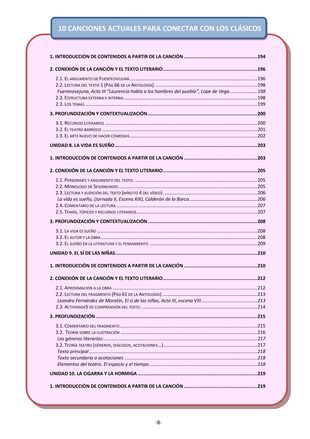 10 CANCIONES ACTUALES PARA CONECTAR CON LOS CLÁSICOS
1. INTRODUCCIÓN DE CONTENIDOS A PARTIR DE LA CANCIÓN 194
2. CONEXIÓN DE LA CANCIÓN Y EL TEXTO LITERARIO 196
2.1. EL ARGUMENTO DE FUENTEOVEJUNA 196
2.2. LECTURA DEL TEXTO 1 (PÁG 66 DE LA ANTOLOGÍA) 198
Fuenteovejuna, Acto III "Laurencia habla a los hombres del pueblo", Lope de Vega 198
2.3. ESTRUCTURA EXTERNA E INTERNA 198
2.3. LOS TEMAS 199
3. PROFUNDIZACIÓN Y CONTEXTUALIZACIÓN 200
3.1. RECURSOS LITERARIOS 200
3.2. EL TEATRO BARROCO 201
3.3. EL ARTE NUEVO DE HACER COMEDIAS 202
UNIDAD 8. LA VIDA ES SUEÑO 203
1. INTRODUCCIÓN DE CONTENIDOS A PARTIR DE LA CANCIÓN 203
2. CONEXIÓN DE LA CANCIÓN Y EL TEXTO LITERARIO 205
2.1. PERSONAJES Y ARGUMENTO DEL TEXTO. 205
2.2. MONÓLOGO DE SEGISMUNDO 205
2.3. LECTURA Y AUDICIÓN DEL TEXTO (MINUTO 4 DEL VÍDEO) 206
La vida es sueño, (Jornada II, Escena XIX), Calderón de la Barca 206
2.4. COMENTARIO DE LA LECTURA 207
2.5. TEMAS, TÓPICOS Y RECURSOS LITERARIOS 207
3. PROFUNDIZACIÓN Y CONTEXTUALIZACIÓN 208
3.1. LA VIDA ES SUEÑO 208
3.2. EL AUTOR Y LA OBRA 208
3.3. EL SUEÑO EN LA LITERATURA Y EL PENSAMIENTO 209
UNIDAD 9. EL SÍ DE LAS NIÑAS 210
1. INTRODUCCIÓN DE CONTENIDOS A PARTIR DE LA CANCIÓN 210
2. CONEXIÓN DE LA CANCIÓN Y EL TEXTO LITERARIO 212
2.1. APROXIMACIÓN A LA OBRA 212
2.2. LECTURA DEL FRAGMENTO (PÁG 61 DE LA ANTOLOGÍA) 213
Leandro Fernández de Moratín, El sí de las niñas, Acto III, escena VIII 213
2.3. ACTIVIDADES DE COMPRENSIÓN DEL TEXTO 214
3. PROFUNDIZACIÓN 215
3.1. COMENTARIO DEL FRAGMENTO 215
3.2. TEORÍA SOBRE LA ILUSTRACIÓN 216
Los géneros literarios: 217
3.2. TEORÍA TEATRO (GÉNEROS, DIÁLOGOS, ACOTACIONES...) 217
Texto principal 218
Texto secundario o acotaciones 218
Elementos del teatro. El espacio y el tiempo 218
UNIDAD 10. LA CIGARRA Y LA HORMIGA 219
1. INTRODUCCIÓN DE CONTENIDOS A PARTIR DE LA CANCIÓN 219
-8-